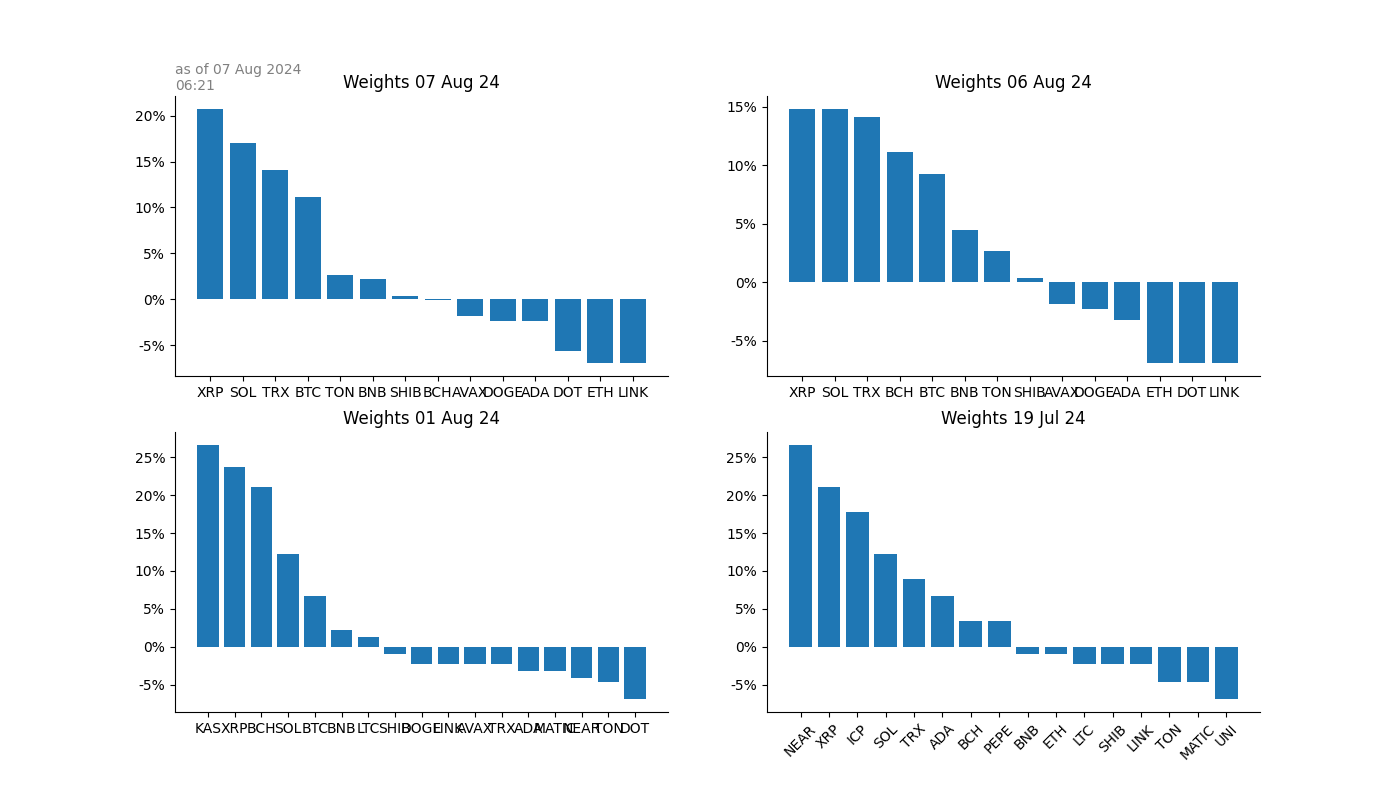 as of 07 Aug 2024
06:21
Weights 07 Aug 24
20%
15%
10%
5%
0%
-5%
XRP SOL TRX BTC TON BNB SHIB BCH AVAX DOGE ADA DOT ETH LINK
Weights 06 Aug 24
15%
10%
5%
0%
-5%
XRP SOL TRX BCH BTC BNB TON SHIB AVAX DOGE ADA ETH DOT LINK
Weights 01 Aug 24
25%
20%
15%
10%
5%
0%
-5%
KAS XRP BCH SOL BTC BNB LTC SHIB DOGE LINK AVAX TRX ADA MATIC NEAR TON DOT
Weights 19 Jul 24
25%
20%
15%
10%
5%
0%
-5%
NEAR XRP ICP SOL TRX ADA BCH PEPE BNB ETH LTC SHIB LINK TON MATIC UNI